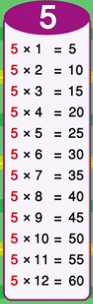 5
5 × 1 = 5
5 × 2 = 10
5 × 3 = 15
5 × 4 = 20
5 × 5 = 25
5 × 6 = 30
5 × 7 = 35
5 × 8 = 40
5 × 9 = 45
5 × 10 = 50
5 × 11 = 55
5 × 12 = 60